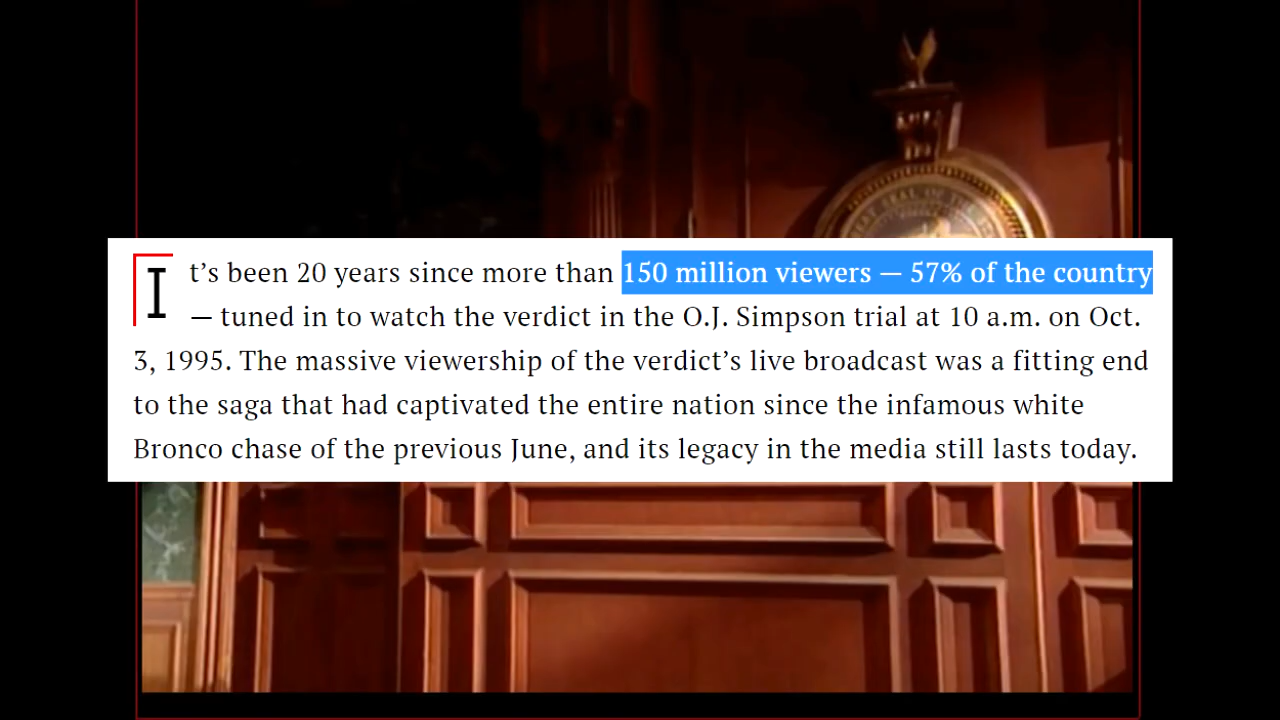 It’s been 20 years since more than 150 million viewers — 57% of the country
— tuned in to watch the verdict in the O.J. Simpson trial at 10 a.m. on Oct.
3, 1995. The massive viewership of the verdict’s live broadcast was a fitting end
to the saga that had captivated the entire nation since the infamous white
Bronco chase of the previous June, and its legacy in the media still lasts today.
SEAL OF THE